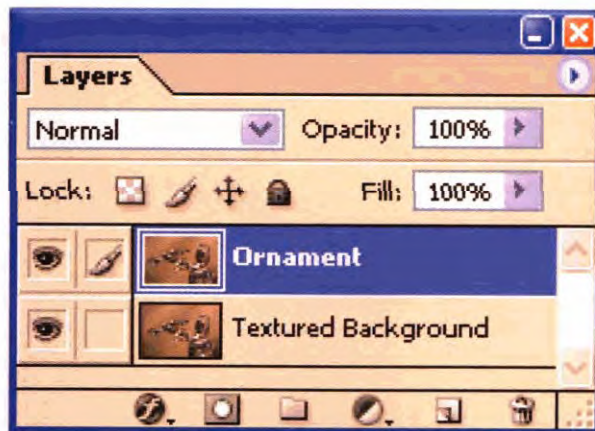 Layers
Normal Opacity: 100%
Lock: Fill: 100%
Ornament
Textured Background